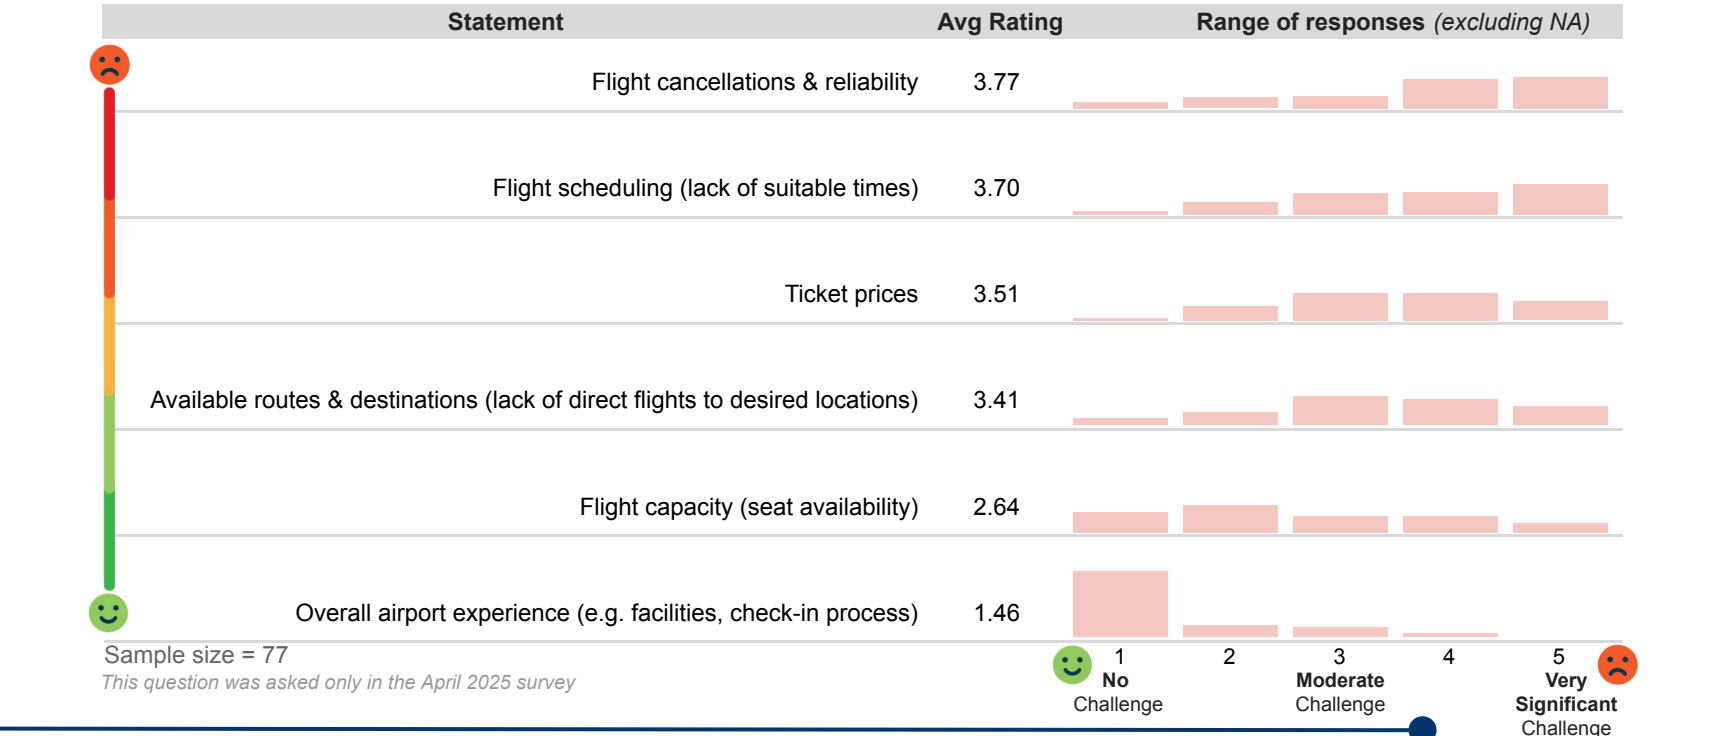 Statement Avg Rating Range of responses (excluding NA)
Flight cancellations & reliability 3.77
Flight scheduling (lack of suitable times) 3.70
Ticket prices 3.51
Available routes & destinations (lack of direct flights to desired locations) 3.41
Flight capacity (seat availability) 2.64
Overall airport experience (e.g. facilities, check-in process) 1.46
Sample size = 77
This question was asked only in the April 2025 survey
1 2 3 4 5
No Moderate Very
Challenge Challenge Significant
Challenge